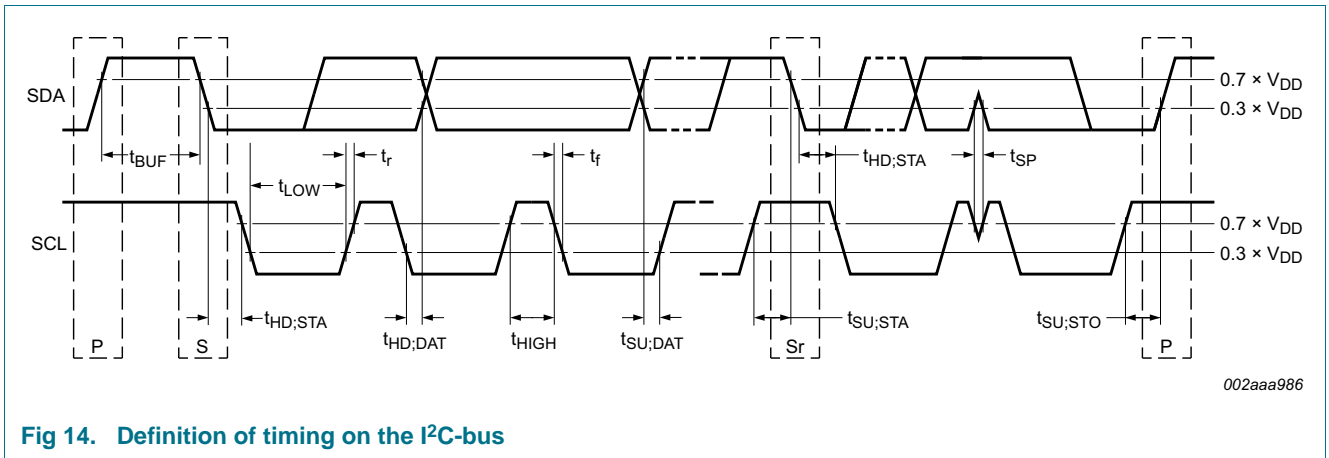 SDA
0.7 × VDD
0.3 × VDD
tBUF
tr
tf
tHD;STA
tSP
tLOW
SCL
0.7 × VDD
0.3 × VDD
tHD;STA
tHD;DAT
tHIGH
tSU;DAT
tSU;STA
tSU;STO
P
S
Sr
P
002aaa986
Fig 14. Definition of timing on the I²C-bus